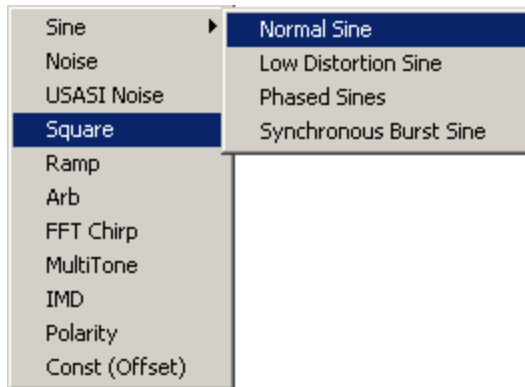 Sine
Noise
USASI Noise
Square
Ramp
Arb
FFT Chirp
MultiTone
IMD
Polarity
Const (Offset)
Normal Sine
Low Distortion Sine
Phased Sines
Synchronous Burst Sine